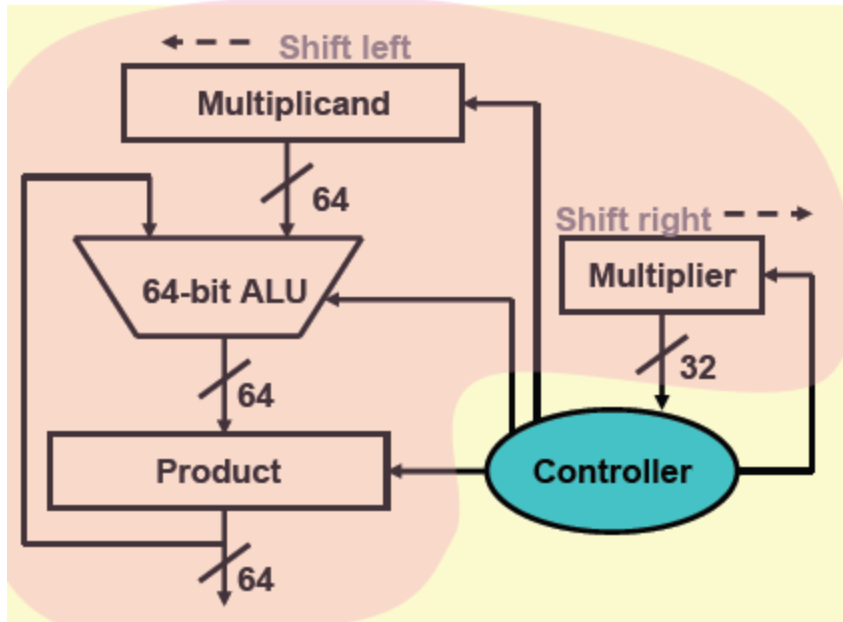 Shift left
Multiplicand
64
Shift right
Multiplier
64-bit ALU
32
64
Product
Controller
64